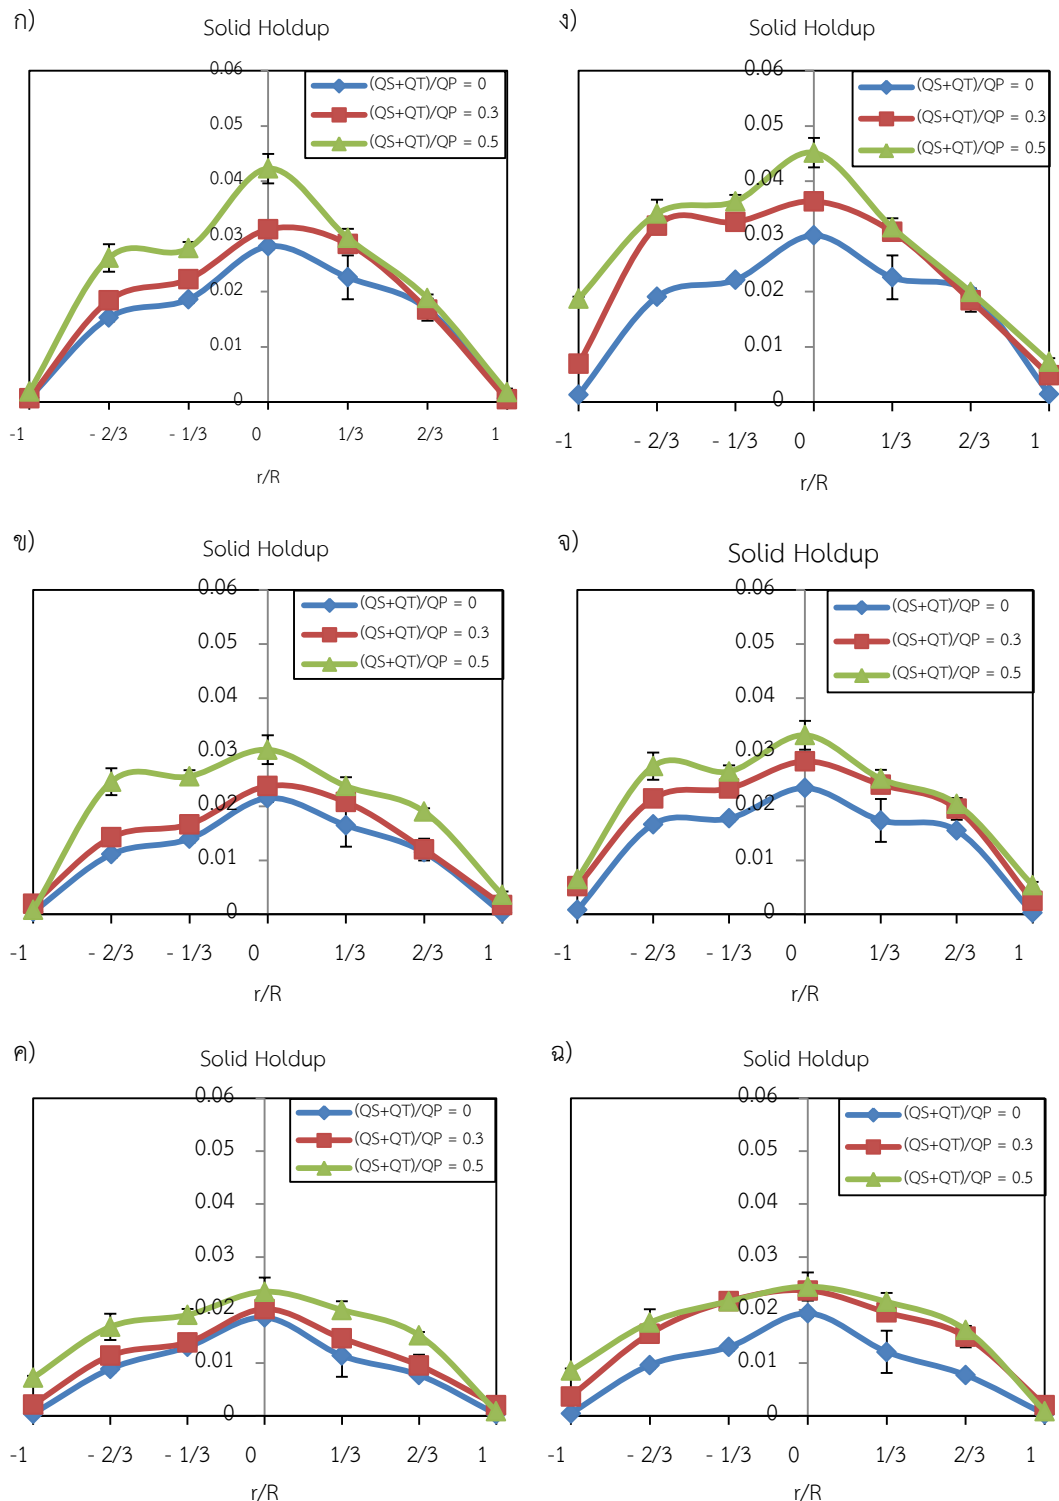 ก)
Solid Holdup
0.06
0.05
0.04
0.03
0.02
0.01
0
(QS+QT)/QP = 0
(QS+QT)/QP = 0.3
(QS+QT)/QP = 0.5
-1 - 2/3 - 1/3 0 1/3 2/3 1
r/R
ง)
Solid Holdup
0.06
0.05
0.04
0.03
0.02
0.01
0
(QS+QT)/QP = 0
(QS+QT)/QP = 0.3
(QS+QT)/QP = 0.5
-1 - 2/3 - 1/3 0 1/3 2/3 1
r/R
ข)
Solid Holdup
0.06
0.05
0.04
0.03
0.02
0.01
0
(QS+QT)/QP = 0
(QS+QT)/QP = 0.3
(QS+QT)/QP = 0.5
-1 - 2/3 - 1/3 0 1/3 2/3 1
r/R
จ)
Solid Holdup
0.06
0.05
0.04
0.03
0.02
0.01
0
(QS+QT)/QP = 0
(QS+QT)/QP = 0.3
(QS+QT)/QP = 0.5
-1 - 2/3 - 1/3 0 1/3 2/3 1
r/R
ค)
Solid Holdup
0.06
0.05
0.04
0.03
0.02
0.01
0
(QS+QT)/QP = 0
(QS+QT)/QP = 0.3
(QS+QT)/QP = 0.5
-1 - 2/3 - 1/3 0 1/3 2/3 1
r/R
ฉ)
Solid Holdup
0.06
0.05
0.04
0.03
0.02
0.01
0
(QS+QT)/QP = 0
(QS+QT)/QP = 0.3
(QS+QT)/QP = 0.5
-1 - 2/3 - 1/3 0 1/3 2/3 1
r/R